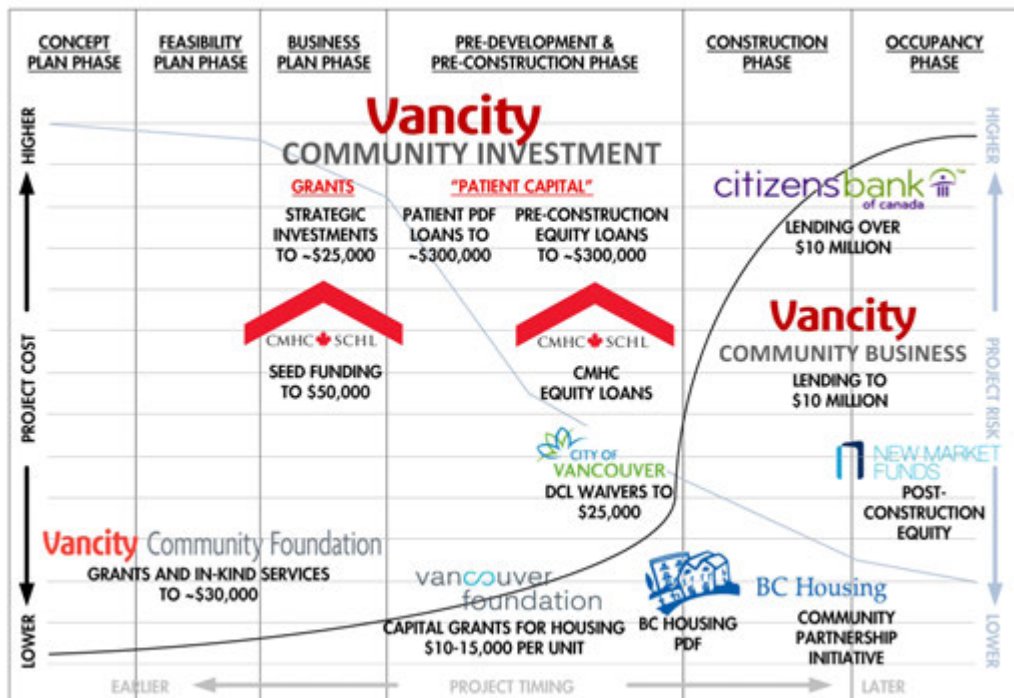 CONCEPT
PLAN PHASE
FEASIBILITY
PLAN PHASE
BUSINESS
PLAN PHASE
PRE-DEVELOPMENT &
PRE-CONSTRUCTION PHASE
CONSTRUCTION
PHASE
OCCUPANCY
PHASE
HIGHER
PROJECT COST
LOWER
Vancity
COMMUNITY INVESTMENT
GRANTS
STRATEGIC
INVESTMENTS
TO ~$25,000
"PATIENT CAPITAL"
PATIENT PDF
LOANS TO
~$300,000
PRE-CONSTRUCTION
EQUITY LOANS
TO ~$300,000
citizensbank™
of canada
LENDING OVER
$10 MILLION
HIGHER
PROJECT RISK
LOWER
CMHC SCHL
SEED FUNDING
TO $50,000
CMHC SCHL
CMHC
EQUITY LOANS
Vancity
COMMUNITY BUSINESS
LENDING TO
$10 MILLION
CITY OF
VANCOUVER
DCL WAIVERS TO
$25,000
NEW MARKET
FUNDS
POST-
CONSTRUCTION
EQUITY
Vancity Community Foundation
GRANTS AND IN-KIND SERVICES
TO ~$30,000
vancouver
foundation
CAPITAL GRANTS FOR HOUSING
$10-15,000 PER UNIT
BC HOUSING
PDF
BC Housing
COMMUNITY
PARTNERSHIP
INITIATIVE
EARLIER
PROJECT TIMING
LATER